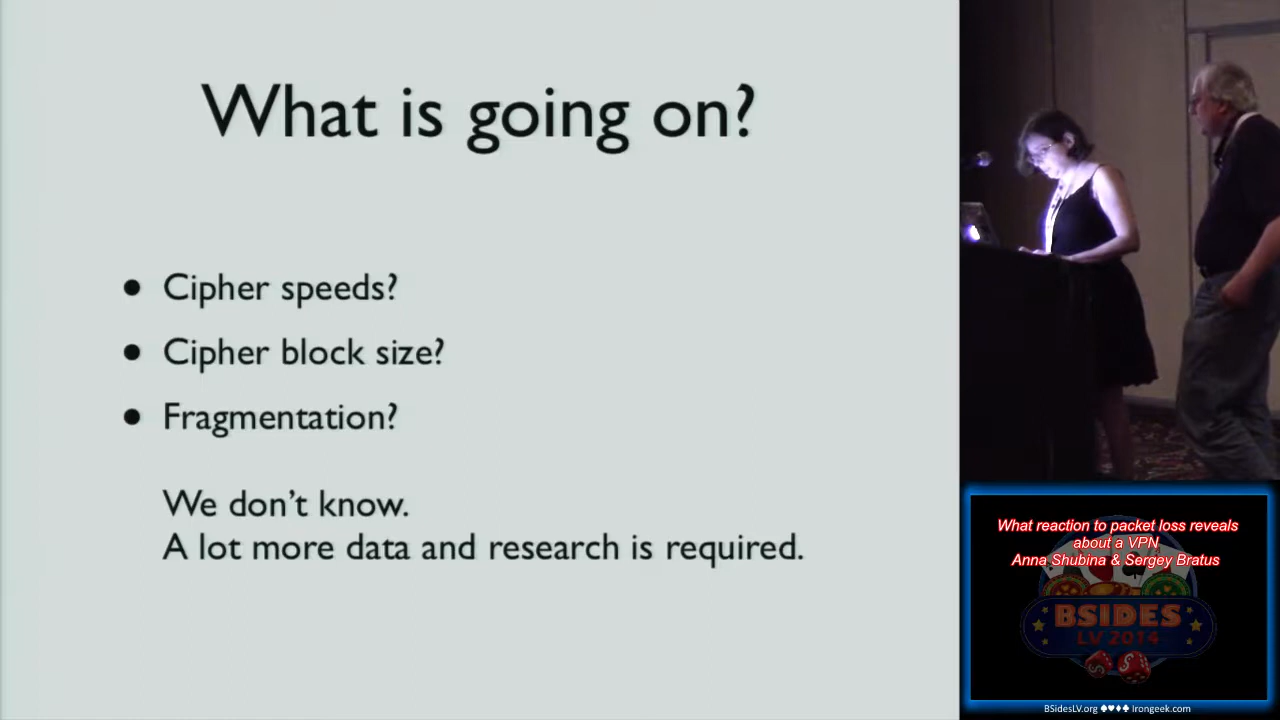 What is going on?
Cipher speeds?
Cipher block size?
Fragmentation?
We don't know.
A lot more data and research is required.
What reaction to packet loss reveals
about a VPN
Anna Shubina & Sergey Bratus
BSIDES
LV 2014
BSidesLV.org ♠♥♦♣ Irongeek.com